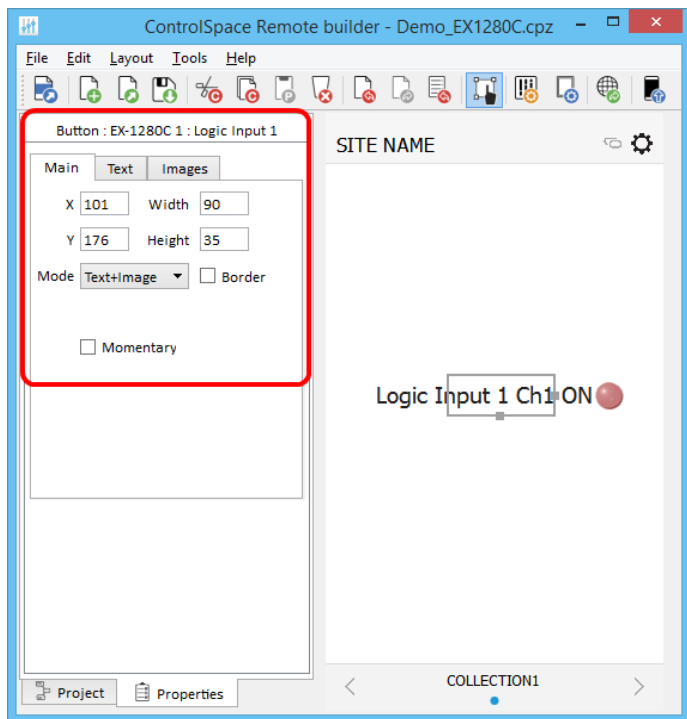 ControlSpace Remote builder - Demo_EX1280C.cpz
File Edit Layout Tools Help
Button : EX-1280C 1 : Logic Input 1
Main Text Images
X 101 Width 90
Y 176 Height 35
Mode Text+Image Border
Momentary
SITE NAME
Logic Input 1 Ch1 ON
Project Properties
COLLECTION1